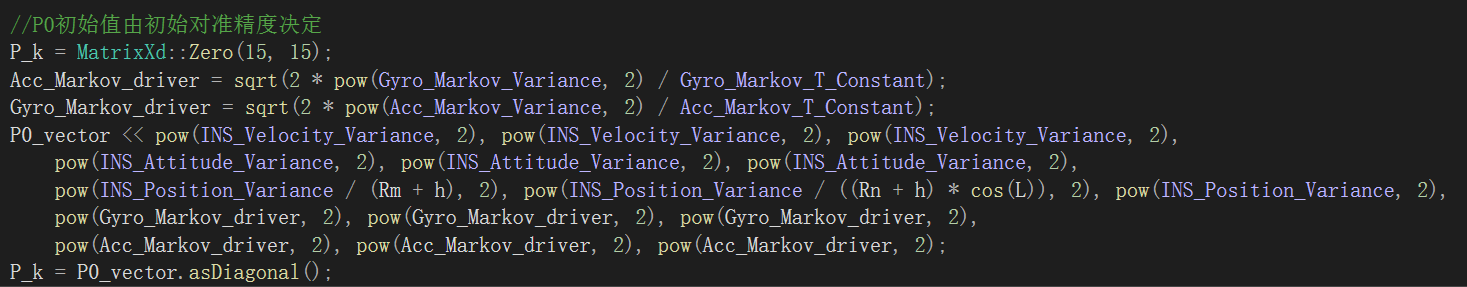 //P0初始值由初始对准精度决定
P_k = MatrixXd::Zero(15, 15);
Acc_Markov_driver = sqrt(2 * pow(Gyro_Markov_Variance, 2) / Gyro_Markov_T_Constant);
Gyro_Markov_driver = sqrt(2 * pow(Acc_Markov_Variance, 2) / Acc_Markov_T_Constant);
P0_vector << pow(INS_Velocity_Variance, 2), pow(INS_Velocity_Variance, 2), pow(INS_Velocity_Variance, 2),
pow(INS_Attitude_Variance, 2), pow(INS_Attitude_Variance, 2), pow(INS_Attitude_Variance, 2),
pow(INS_Position_Variance / (Rm + h), 2), pow(INS_Position_Variance / ((Rn + h) * cos(L)), 2), pow(INS_Position_Variance, 2),
pow(Gyro_Markov_driver, 2), pow(Gyro_Markov_driver, 2), pow(Gyro_Markov_driver, 2),
pow(Acc_Markov_driver, 2), pow(Acc_Markov_driver, 2), pow(Acc_Markov_driver, 2);
P_k = P0_vector.asDiagonal();